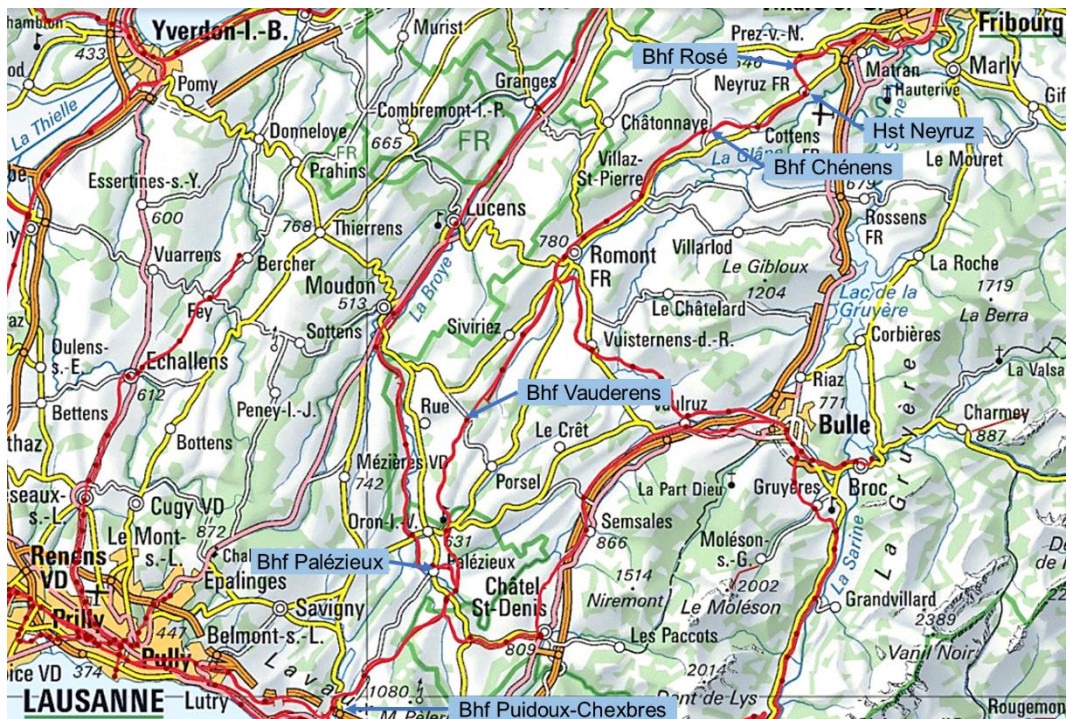 Yverdon-l.-B.
433
Pomy
La Thielle
Murist
Granges
Combremont-l.-P.
665
FR
FR
Donneloye
Prahins
Essertines-s.-Y.
600
768
Thierrens
Lucens
Prez-v.-N.
Bhf Rosé
Neyruz FR
Matran
Hauterive
Fribourg
Marly
Hst Neyruz
Châtonnaye
Cottens
Bhf Chénens
Villaz-
St-Pierre
Le Mouret
679
Rossens
FR
Vuarrens
Bercher
Fey
Moudon
513
La Broye
Sottens
780
Romont
FR
Villarlod
Le Gibloux
1204
La Roche
1719
La Berra
Le Châtelard
Lac de la
Gruyère
Corbières
Siviriez
Vuisternens-d.-R.
Oulens-
s.-E.
Echallens
612
Bettens
Peney-l.-J.
Bottens
Rue
Bhf Vauderens
Vaulruz
Riaz
771
Bulle
La Valsa
Charmey
887
Le Crêt
Mézières VD
742
Porsel
La Part Dieu
Gruyères
Broc
La Gruyère
Cugy VD
872
Le Mont-
s.-L.
Oron-l.-V.
631
Semsales
866
Moléson-
s.-G.
2002
La Sarine
Renens
VD
Epalinges
Bhf Palézieux
Palézieux
Châtel
St-Denis
1514
Niremont
Le Moléson
Grandvillard
2389
Vanil Noir
Prilly
447
Pully
Savigny
Belmont-s.-L.
809
Les Paccots
374
Lutry
LAUSANNE
1080
2014
Dent de Lys
Bhf Puidoux-Chexbres
Rougemon